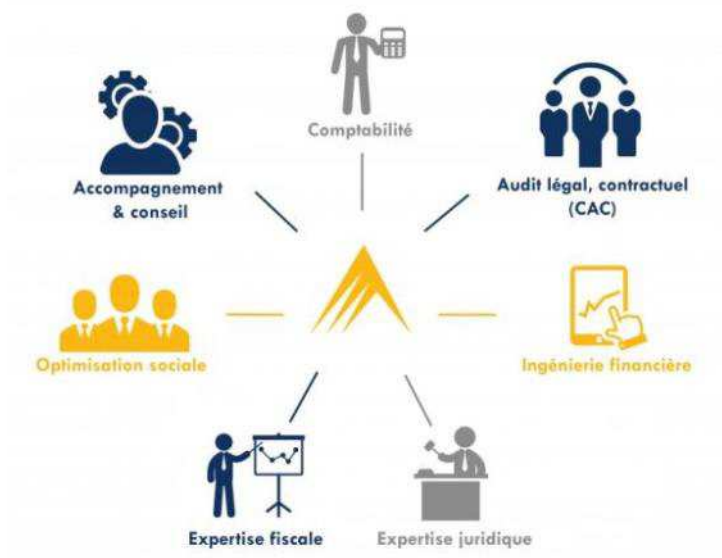 Comptabilité
Accompagnement
& conseil
Audit légal, contractuel
(CAC)
Optimisation sociale
Ingénierie financière
Expertise fiscale
Expertise juridique